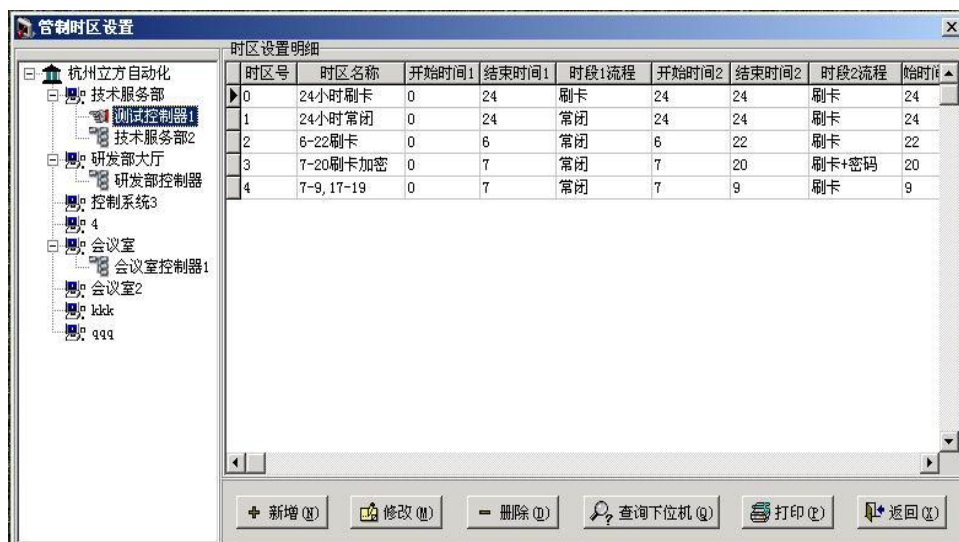 管制时区设置
杭州立方自动化
技术服务部
测试控制器1
技术服务部2
研发部大厅
研发部控制器
控制系统3
4
会议室
会议室控制器1
会议室2
kkk
qqq
时区设置明细
时区号 时区名称 开始时间1 结束时间1 时段1流程 开始时间2 结束时间2 时段2流程 始时间
0 24小时刷卡 0 24 刷卡 24 24 刷卡 24
1 24小时常闭 0 24 常闭 24 24 刷卡 24
2 6-22刷卡 0 6 常闭 6 22 刷卡 22
3 7-20刷卡加密 0 7 常闭 7 20 刷卡+密码 20
4 7-9,17-19 0 7 常闭 7 9 刷卡 9
新增(N) 修改(M) 删除(D) 查询下位机(Q) 打印(P) 返回(X)